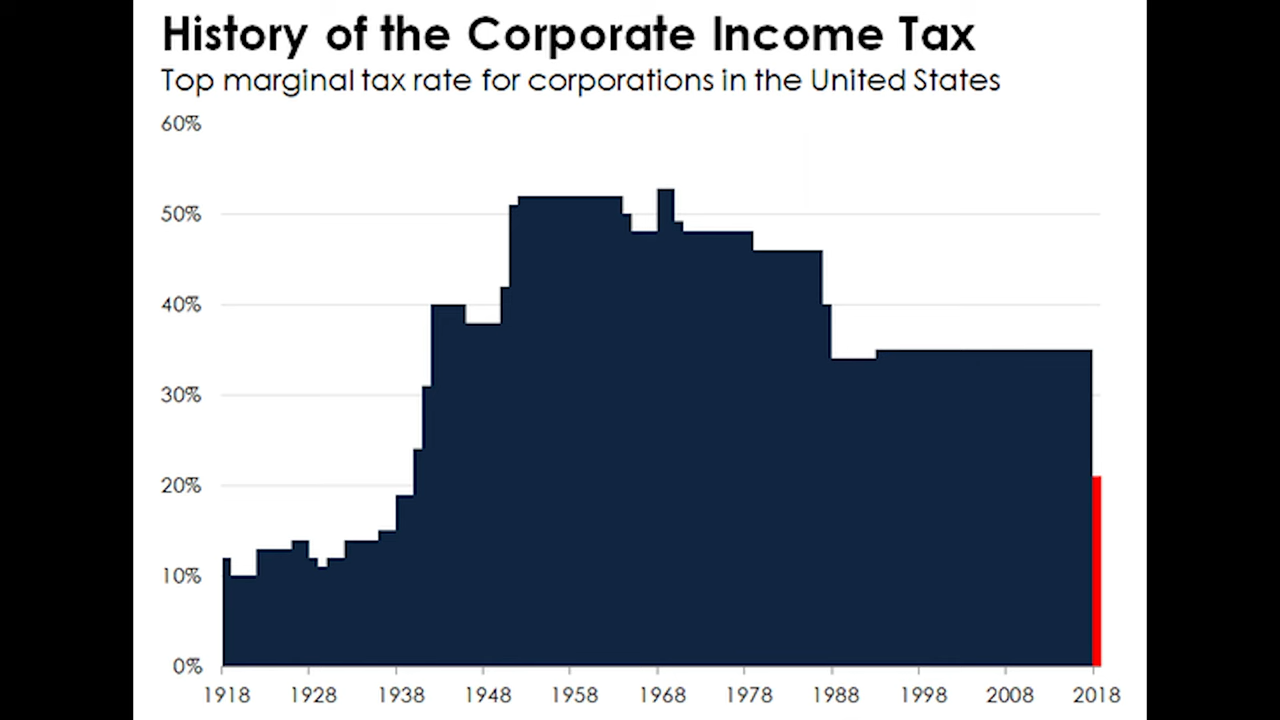 History of the Corporate Income Tax
Top marginal tax rate for corporations in the United States
60%
50%
40%
30%
20%
10%
0%
1918 1928 1938 1948 1958 1968 1978 1988 1998 2008 2018